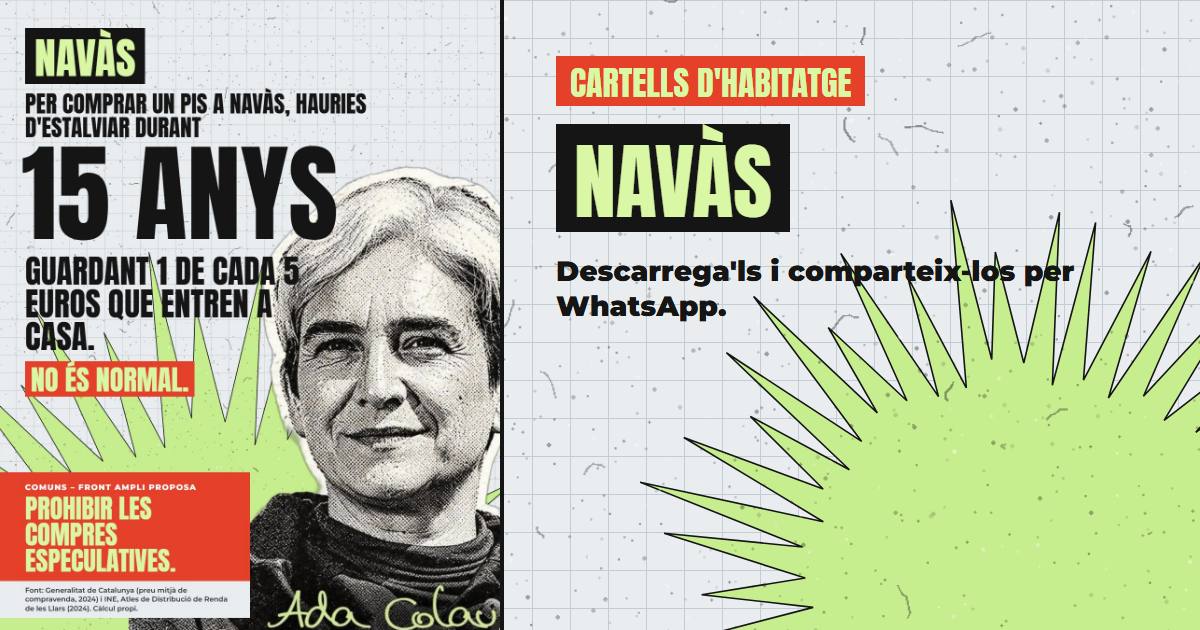 NAVÀS
PER COMPRAR UN PIS A NAVÀS, HAURIES
D'ESTALVIAR DURANT
15 ANYS
GUARDANT 1 DE CADA 5
EUROS QUE ENTREN A
CASA.
NO ÉS NORMAL.
COMUNS – FRONT AMPLI PROPOSA
PROHIBIR LES
COMPRES
ESPECULATIVES.
Font: Generalitat de Catalunya (preu mitjà de
compravenda, 2024) i INE, Atles de Distribució de Renda
de les Llars (2024). Càlcul propi.
Ada Colau
CARTELLS D'HABITATGE
NAVÀS
Descarrega'ls i comparteix-los per
WhatsApp.